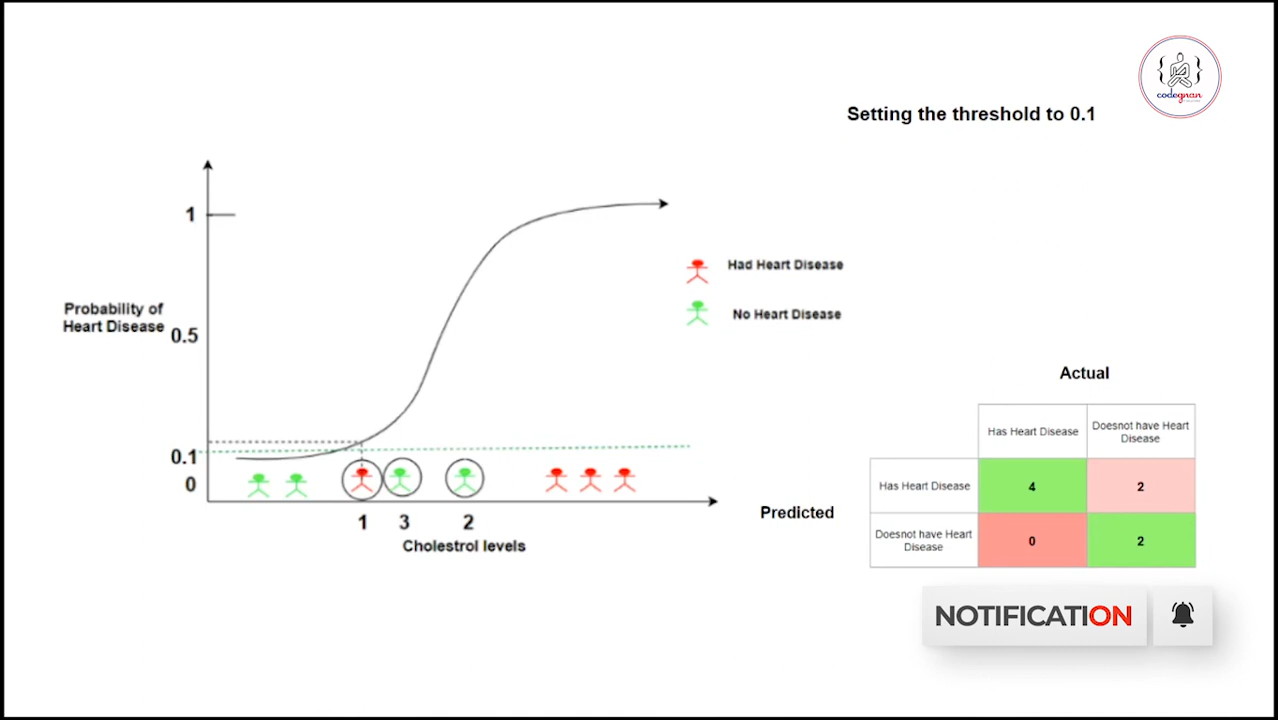 codegnan
Setting the threshold to 0.1
1
Had Heart Disease
Probability of
Heart Disease
0.5
No Heart Disease
Actual
Has Heart Disease
Doesnot have Heart
Disease
0.1
0
Has Heart Disease
4
2
Predicted
1
3
2
Cholestrol levels
Doesnot have Heart
Disease
0
2
NOTIFICATION